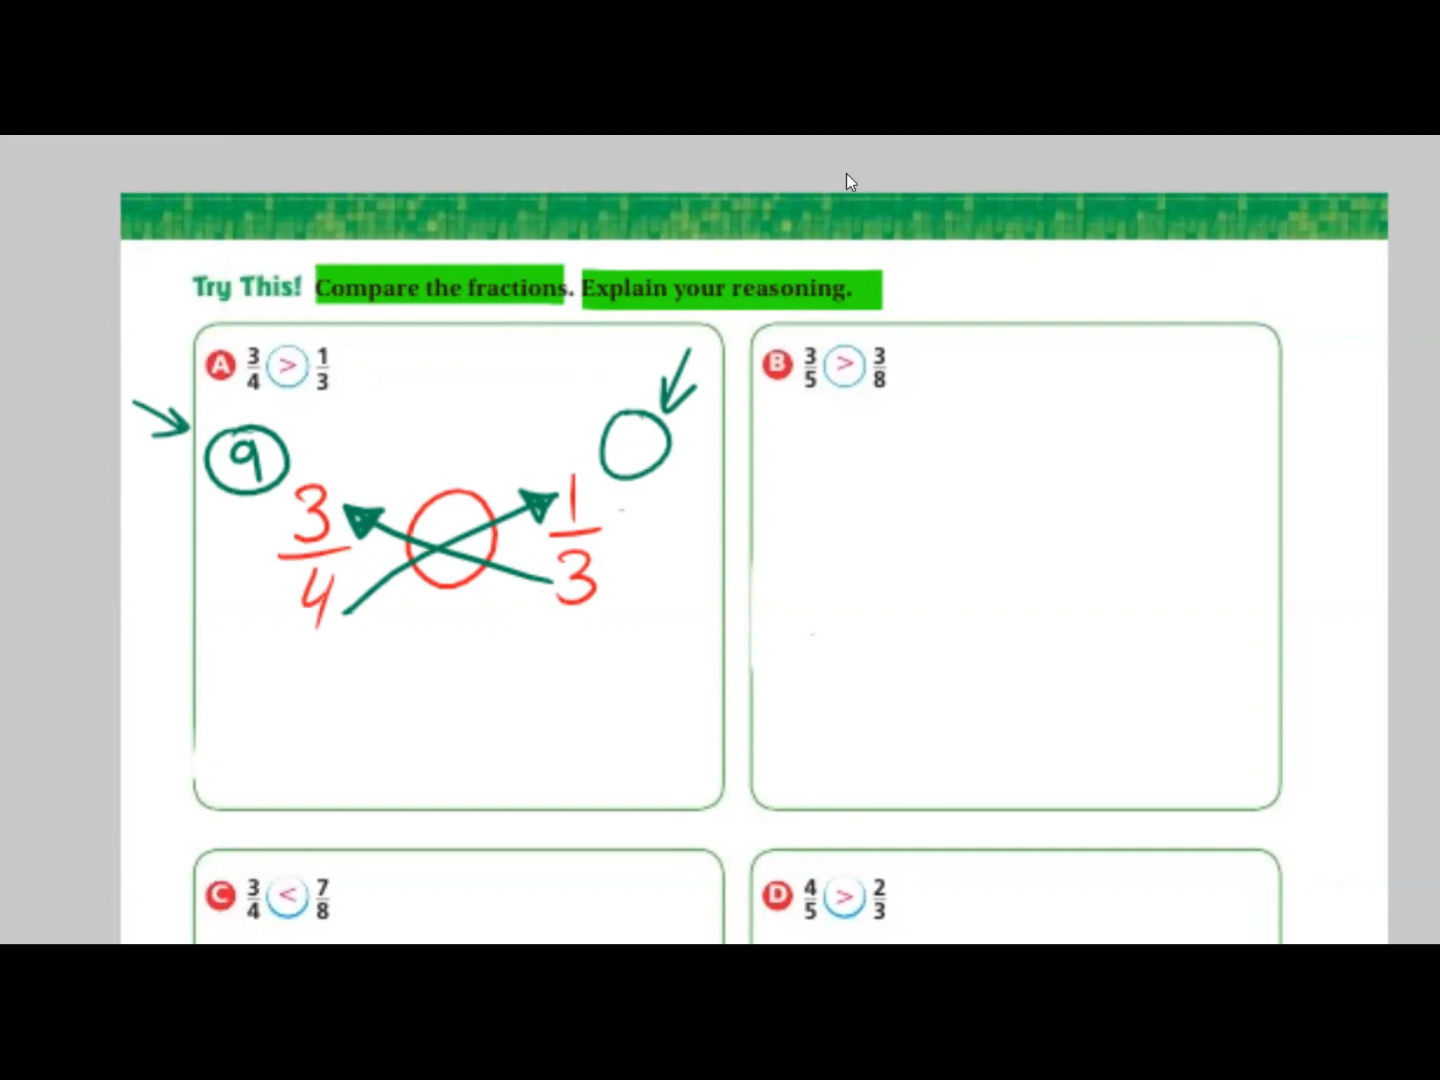 Try This! Compare the fractions. Explain your reasoning.
A 3/4 > 1/3
B 3/5 > 3/8
9
3/4 1/3
C 3/4 < 7/8
D 4/5 > 2/3